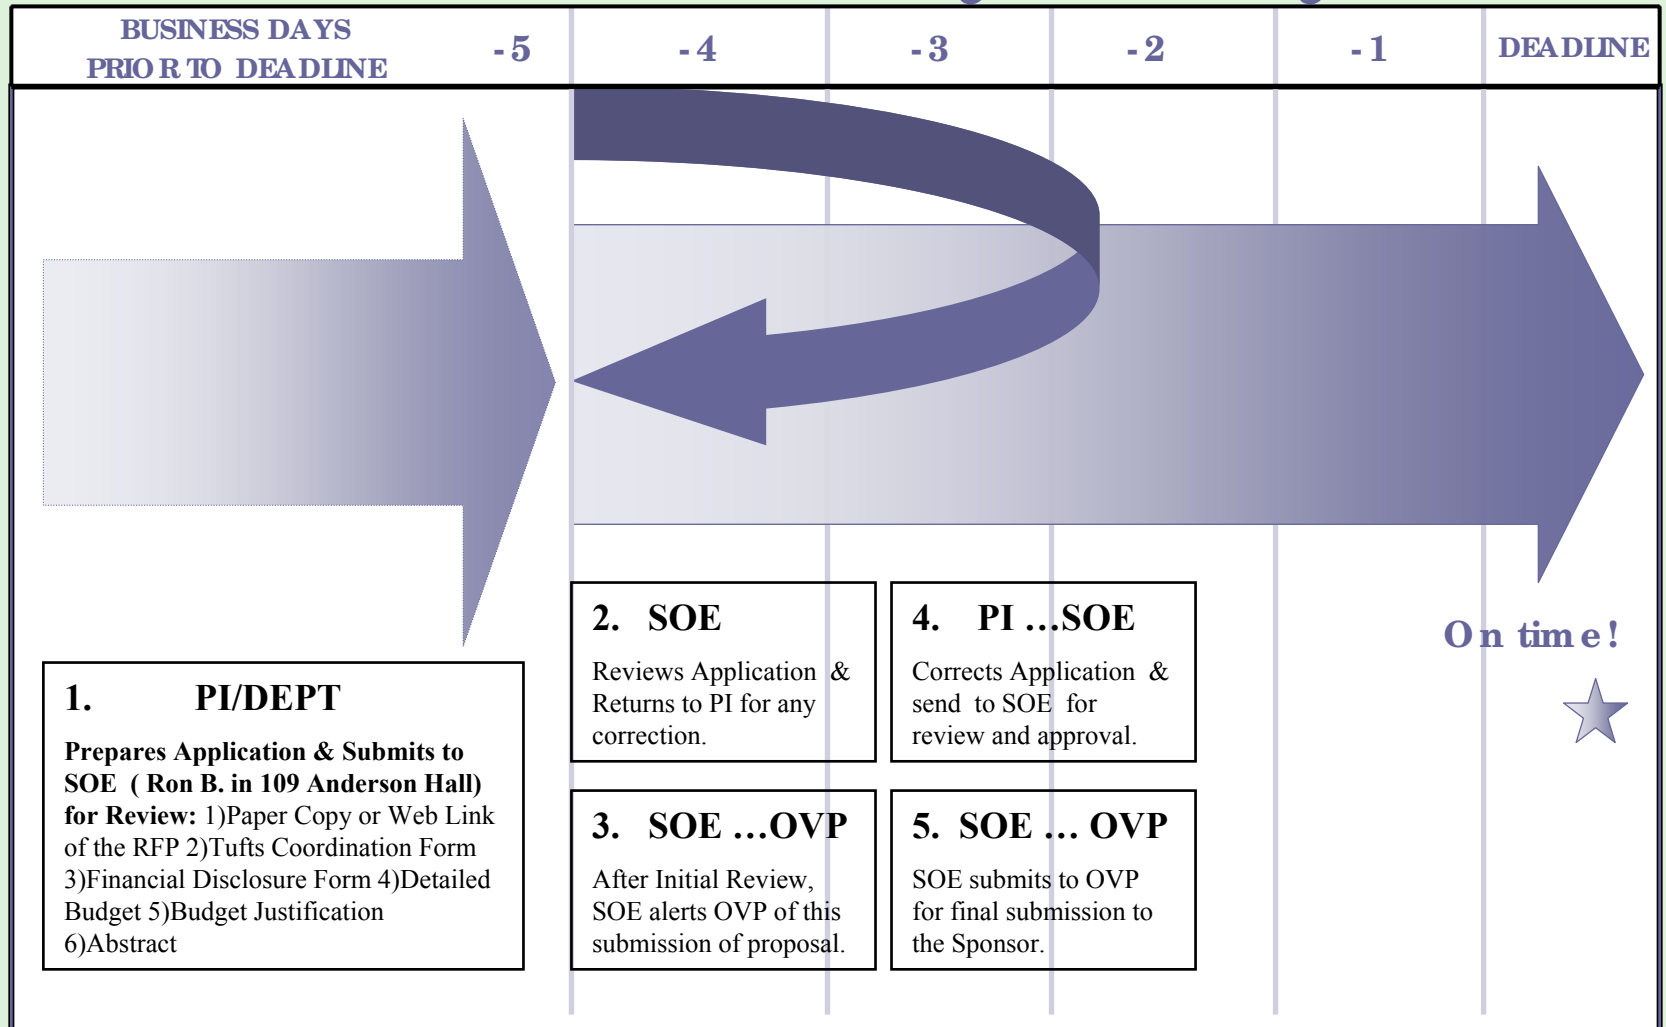 BUSINESS DAYS
PRIOR TO DEADLINE
-5
-4
-3
-2
-1
DEADLINE
2. SOE
Reviews Application &
Returns to PI for any
correction.
4. PI …SOE
Corrects Application &
send to SOE for
review and approval.
On time!
1. PI/DEPT
Prepares Application & Submits to
SOE ( Ron B. in 109 Anderson Hall)
for Review: 1)Paper Copy or Web Link
of the RFP 2)Tufts Coordination Form
3)Financial Disclosure Form 4)Detailed
Budget 5)Budget Justification
6)Abstract
3. SOE …OVP
After Initial Review,
SOE alerts OVP of this
submission of proposal.
5. SOE … OVP
SOE submits to OVP
for final submission to
the Sponsor.